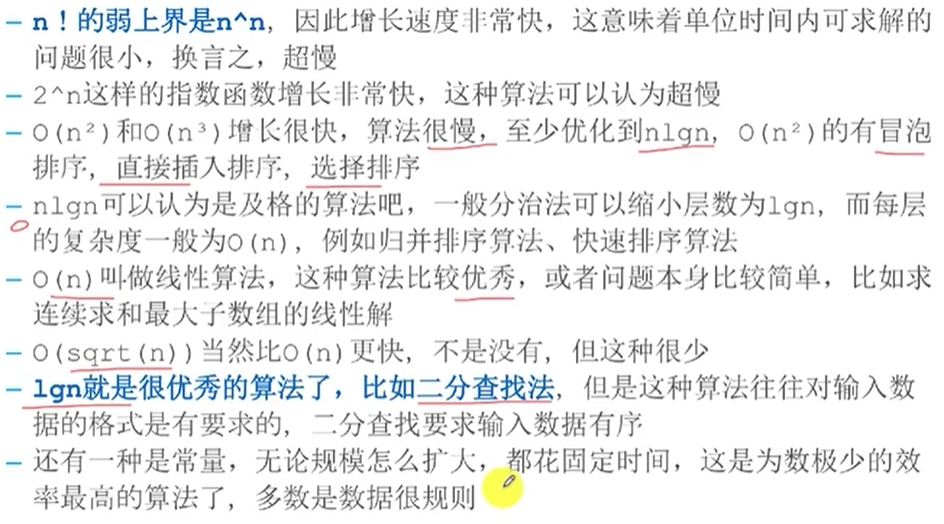 – n！的弱上界是n^n，因此增长速度非常快，这意味着单位时间内可求解的
问题很小，换言之，超慢
– 2^n这样的指数函数增长非常快，这种算法可以认为超慢
– O(n²)和O(n³)增长很快，算法很慢，至少优化到nlgn，O(n²)的有冒泡
排序，直接插入排序，选择排序
– nlgn可以认为是及格的算法吧，一般分治法可以缩小层数为lgn，而每层
的复杂度一般为O(n)，例如归并排序算法、快速排序算法
– O(n)叫做线性算法，这种算法比较优秀，或者问题本身比较简单，比如求
连续求和最大子数组的线性解
– O(sqrt(n))当然比O(n)更快，不是没有，但这种很少
– lgn就是很优秀的算法了，比如二分查找法，但是这种算法往往对输入数
据的格式是有要求的，二分查找要求输入数据有序
– 还有一种是常量，无论规模怎么扩大，都花固定时间，这是为数极少的效
率最高的算法了，多数是数据很规则